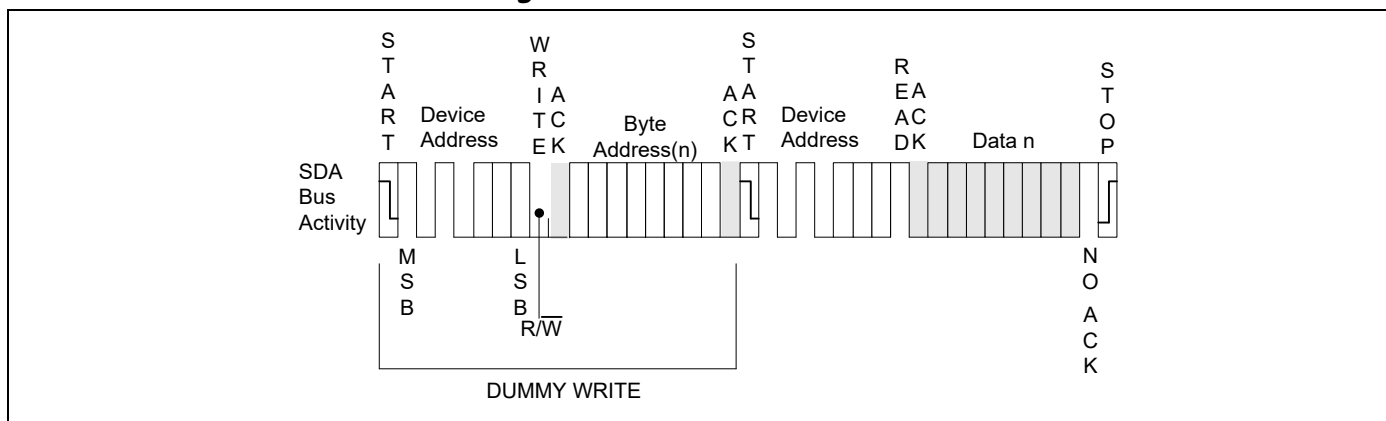 START
Device
Address
WRITE
ACK
Byte
Address(n)
ACK
START
Device
Address
READ
ACK
Data n
STOP
SDA
Bus
Activity
MSB
LSB
R/W̅
NO ACK
DUMMY WRITE